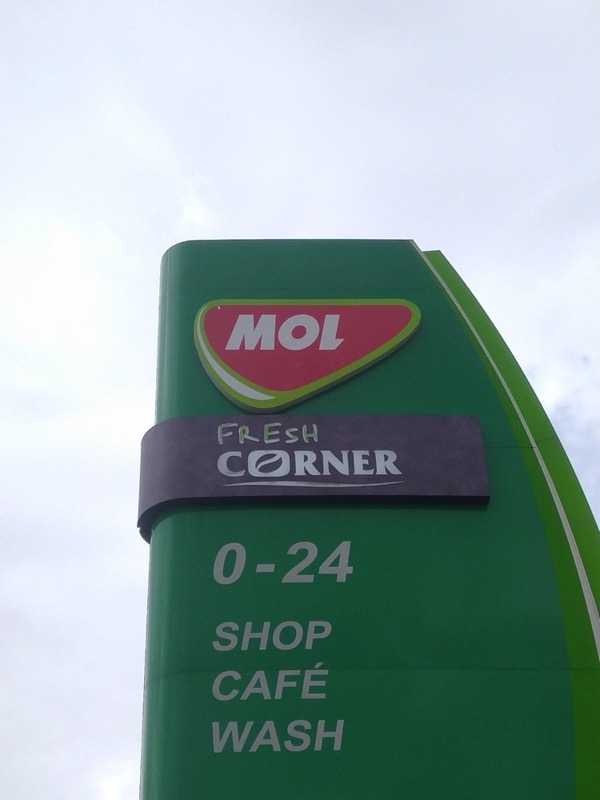 MOL
FRESH
CORNER
0-24
SHOP
CAFÉ
WASH